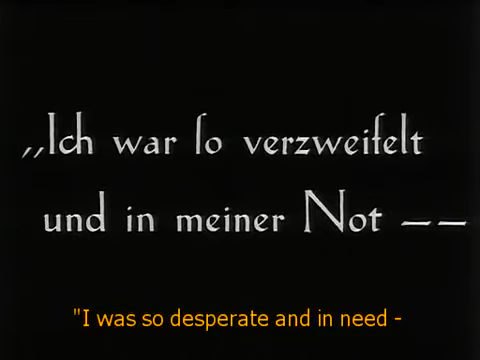 „Ich war ſo verzweifelt
und in meiner Not — —
"I was so desperate and in need -